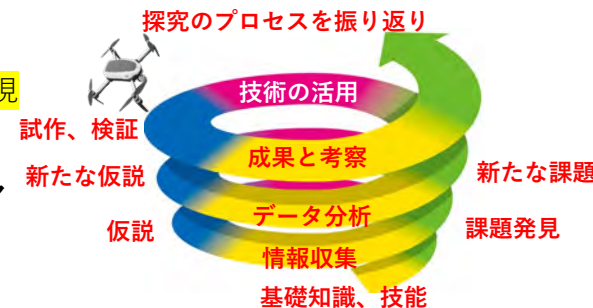 探究のプロセスを振り返り
技術の活用
現
試作、検証
成果と考察
新たな仮説
新たな課題
データ分析
仮説
課題発見
情報収集
基礎知識、技能